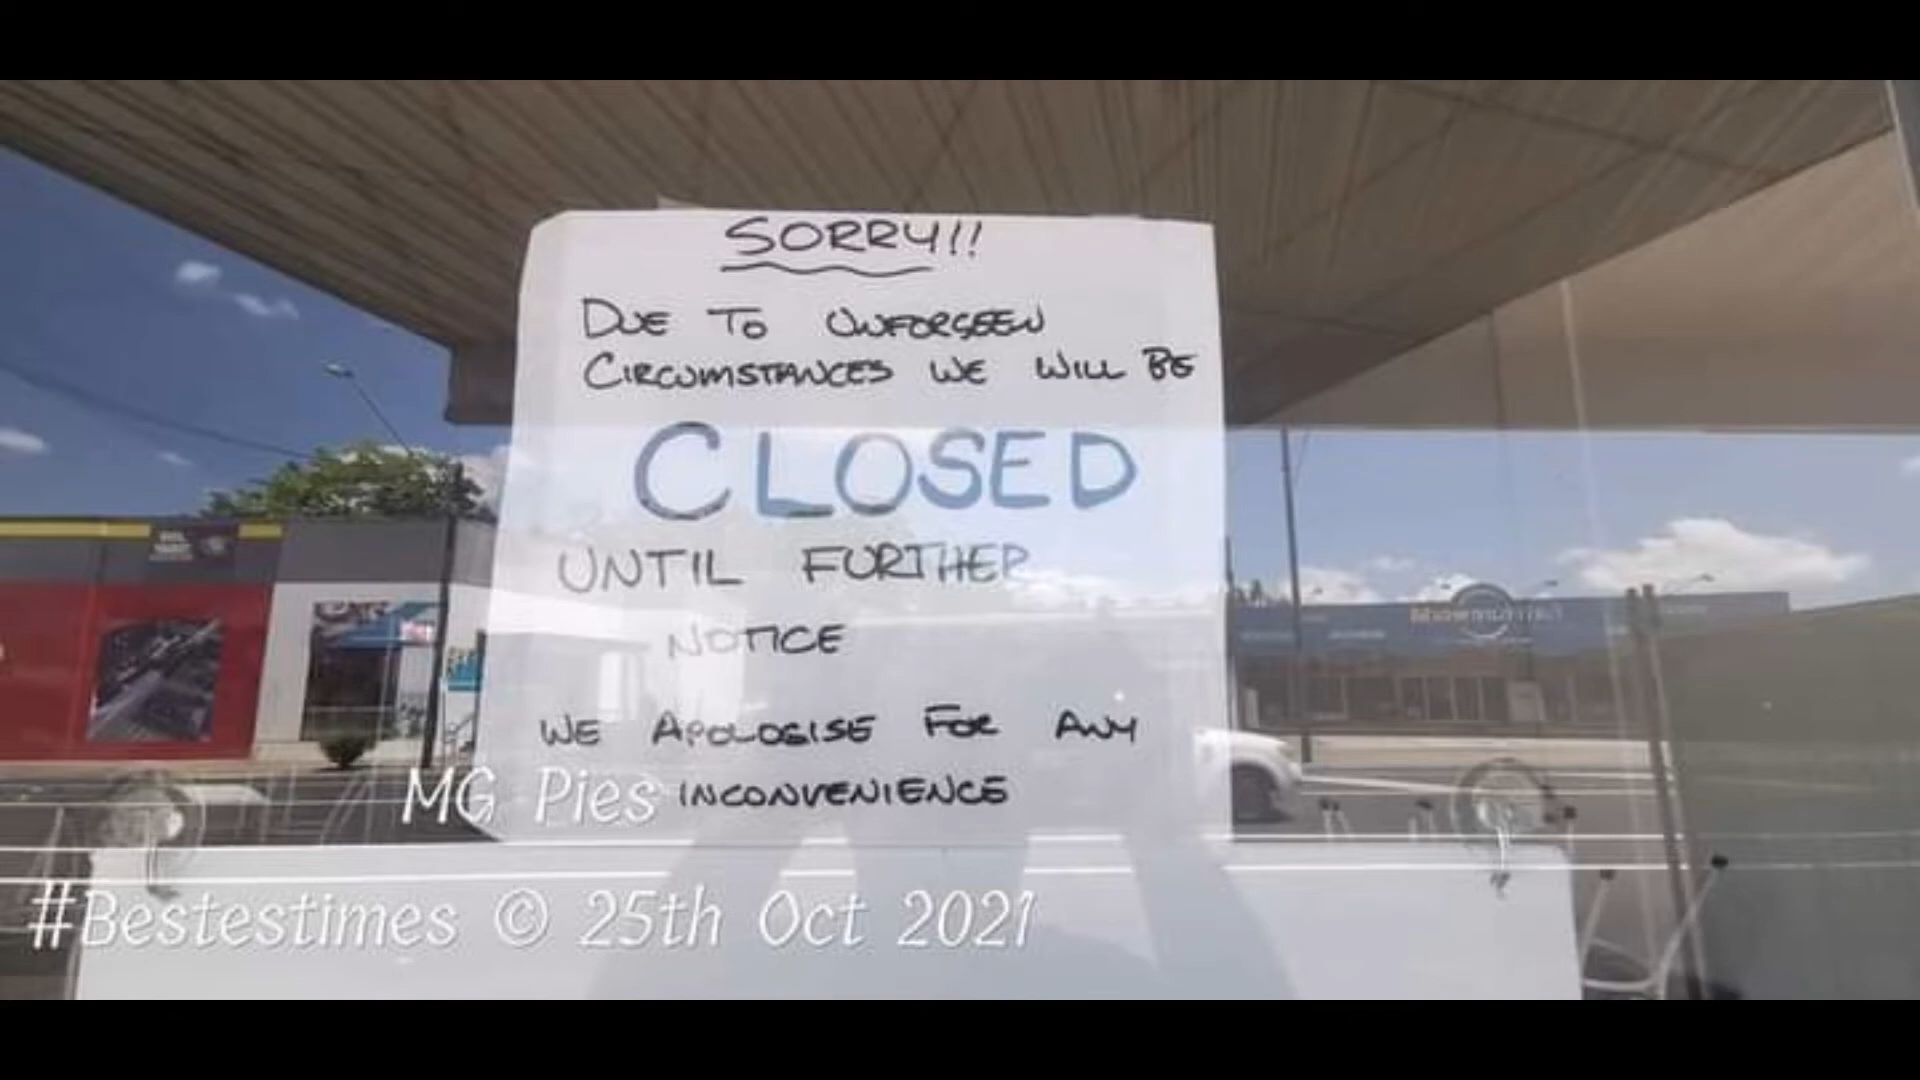 SORRY!!
DUE TO UNFORSEEN
CIRCUMSTANCES WE WILL BE
CLOSED
UNTIL FURTHER
NOTICE
WE APOLOGISE FOR ANY
INCONVENIENCE
MG Pies
#Bestestimes © 25th Oct 2021